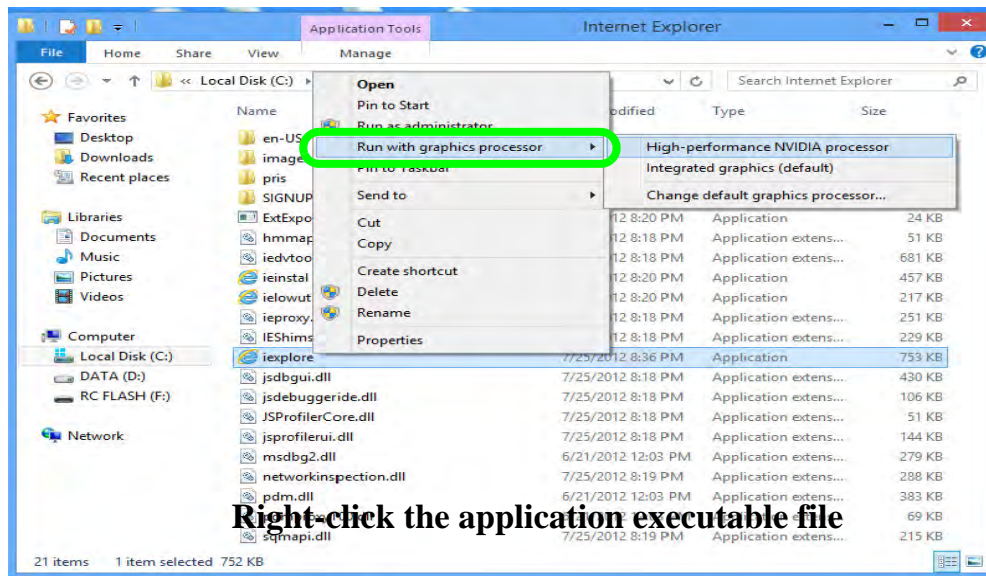 Application Tools Internet Explorer
File Home Share View Manage
« Local Disk (C:) Search Internet Explorer
Name odified Type Size
Favorites
Desktop
Downloads
Recent places
Libraries
Documents
Music
Pictures
Videos
Computer
Local Disk (C:)
DATA (D:)
RC FLASH (F:)
Network
Open
Pin to Start
Run as administrator
Run with graphics processor
Pin to Taskbar
Send to
Cut
Copy
Create shortcut
Delete
Rename
Properties
High-performance NVIDIA processor
Integrated graphics (default)
Change default graphics processor...
en-US
image
pris
SIGNUP
ExtExpo 12 8:20 PM Application 24 KB
hmmap 12 8:18 PM Application extens... 51 KB
iedvtoo 12 8:18 PM Application extens... 681 KB
ieinstal 12 8:20 PM Application 457 KB
ielowut 12 8:20 PM Application 217 KB
ieproxy. 12 8:18 PM Application extens... 251 KB
IEShims 12 8:18 PM Application extens... 229 KB
iexplore 7/25/2012 8:36 PM Application 753 KB
jsdbgui.dll 7/25/2012 8:18 PM Application extens... 430 KB
jsdebuggeride.dll 7/25/2012 8:18 PM Application extens... 106 KB
JSProfilerCore.dll 7/25/2012 8:18 PM Application extens... 51 KB
jsprofilerui.dll 7/25/2012 8:18 PM Application extens... 144 KB
msdbg2.dll 6/21/2012 12:03 PM Application extens... 279 KB
networkinspection.dll 7/25/2012 8:19 PM Application extens... 288 KB
pdm.dll 6/21/2012 12:03 PM Application extens... 383 KB
69 KB
Right-click the application executable file
sqmapi.dll 7/25/2012 8:19 PM Application extens... 215 KB
21 items 1 item selected 752 KB